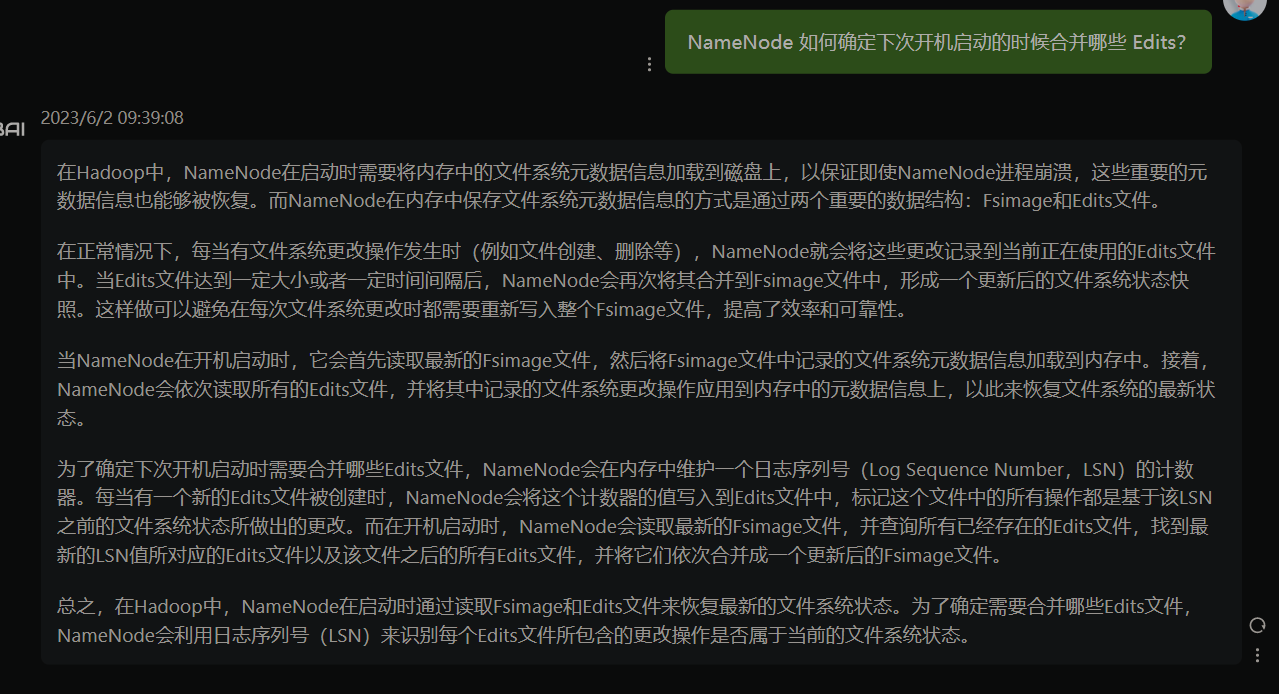 NameNode 如何确定下次开机启动的时候合并哪些 Edits?
2023/6/2 09:39:08
在Hadoop中，NameNode在启动时需要将内存中的文件系统元数据信息加载到磁盘上，以保证即使NameNode进程崩溃，这些重要的元
数据信息也能够被恢复。而NameNode在内存中保存文件系统元数据信息的方式是通过两个重要的数据结构：Fsimage和Edits文件。
在正常情况下，每当有文件系统更改操作发生时（例如文件创建、删除等），NameNode就会将这些更改记录到当前正在使用的Edits文件
中。当Edits文件达到一定大小或者一定时间间隔后，NameNode会再次将其合并到Fsimage文件中，形成一个更新后的文件系统状态快
照。这样做可以避免在每次文件系统更改时都需要重新写入整个Fsimage文件，提高了效率和可靠性。
当NameNode在开机启动时，它会首先读取最新的Fsimage文件，然后将Fsimage文件中记录的文件系统元数据信息加载到内存中。接着，
NameNode会依次读取所有的Edits文件，并将其中记录的文件系统更改操作应用到内存中的元数据信息上，以此来恢复文件系统的最新状
态。
为了确定下次开机启动时需要合并哪些Edits文件，NameNode会在内存中维护一个日志序列号（Log Sequence Number，LSN）的计数
器。每当有一个新的Edits文件被创建时，NameNode会将这个计数器的值写入到Edits文件中，标记这个文件中的所有操作都是基于该LSN
之前的文件系统状态所做出的更改。而在开机启动时，NameNode会读取最新的Fsimage文件，并查询所有已经存在的Edits文件，找到最
新的LSN值所对应的Edits文件以及该文件之后的所有Edits文件，并将它们依次合并成一个更新后的Fsimage文件。
总之，在Hadoop中，NameNode在启动时通过读取Fsimage和Edits文件来恢复最新的文件系统状态。为了确定需要合并哪些Edits文件，
NameNode会利用日志序列号（LSN）来识别每个Edits文件所包含的更改操作是否属于当前的文件系统状态。